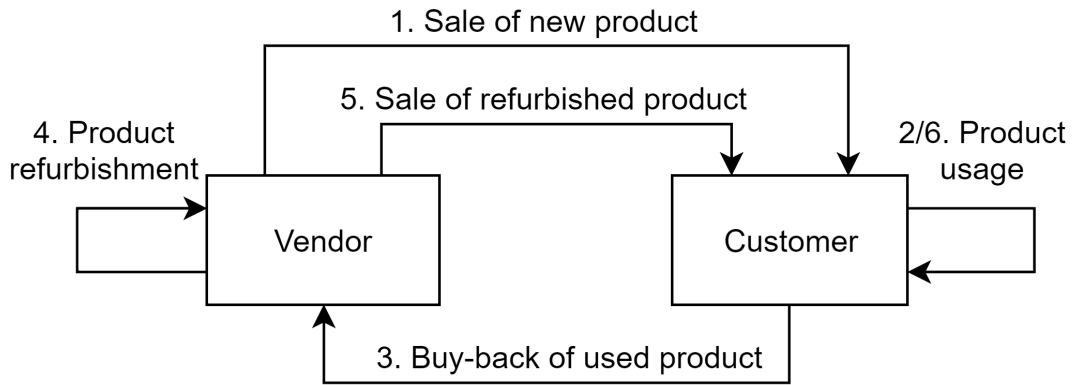 1. Sale of new product
5. Sale of refurbished product
4. Product
refurbishment
2/6. Product
usage
Vendor
Customer
3. Buy-back of used product